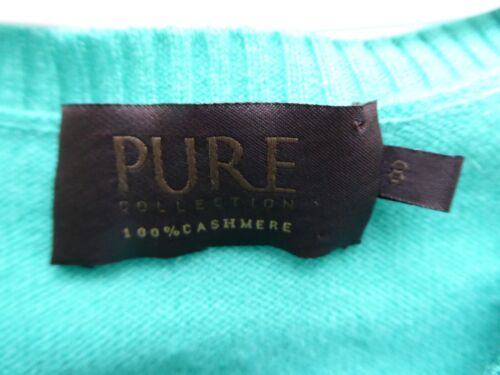 PURE
COLLECTION
100% CASHMERE
8